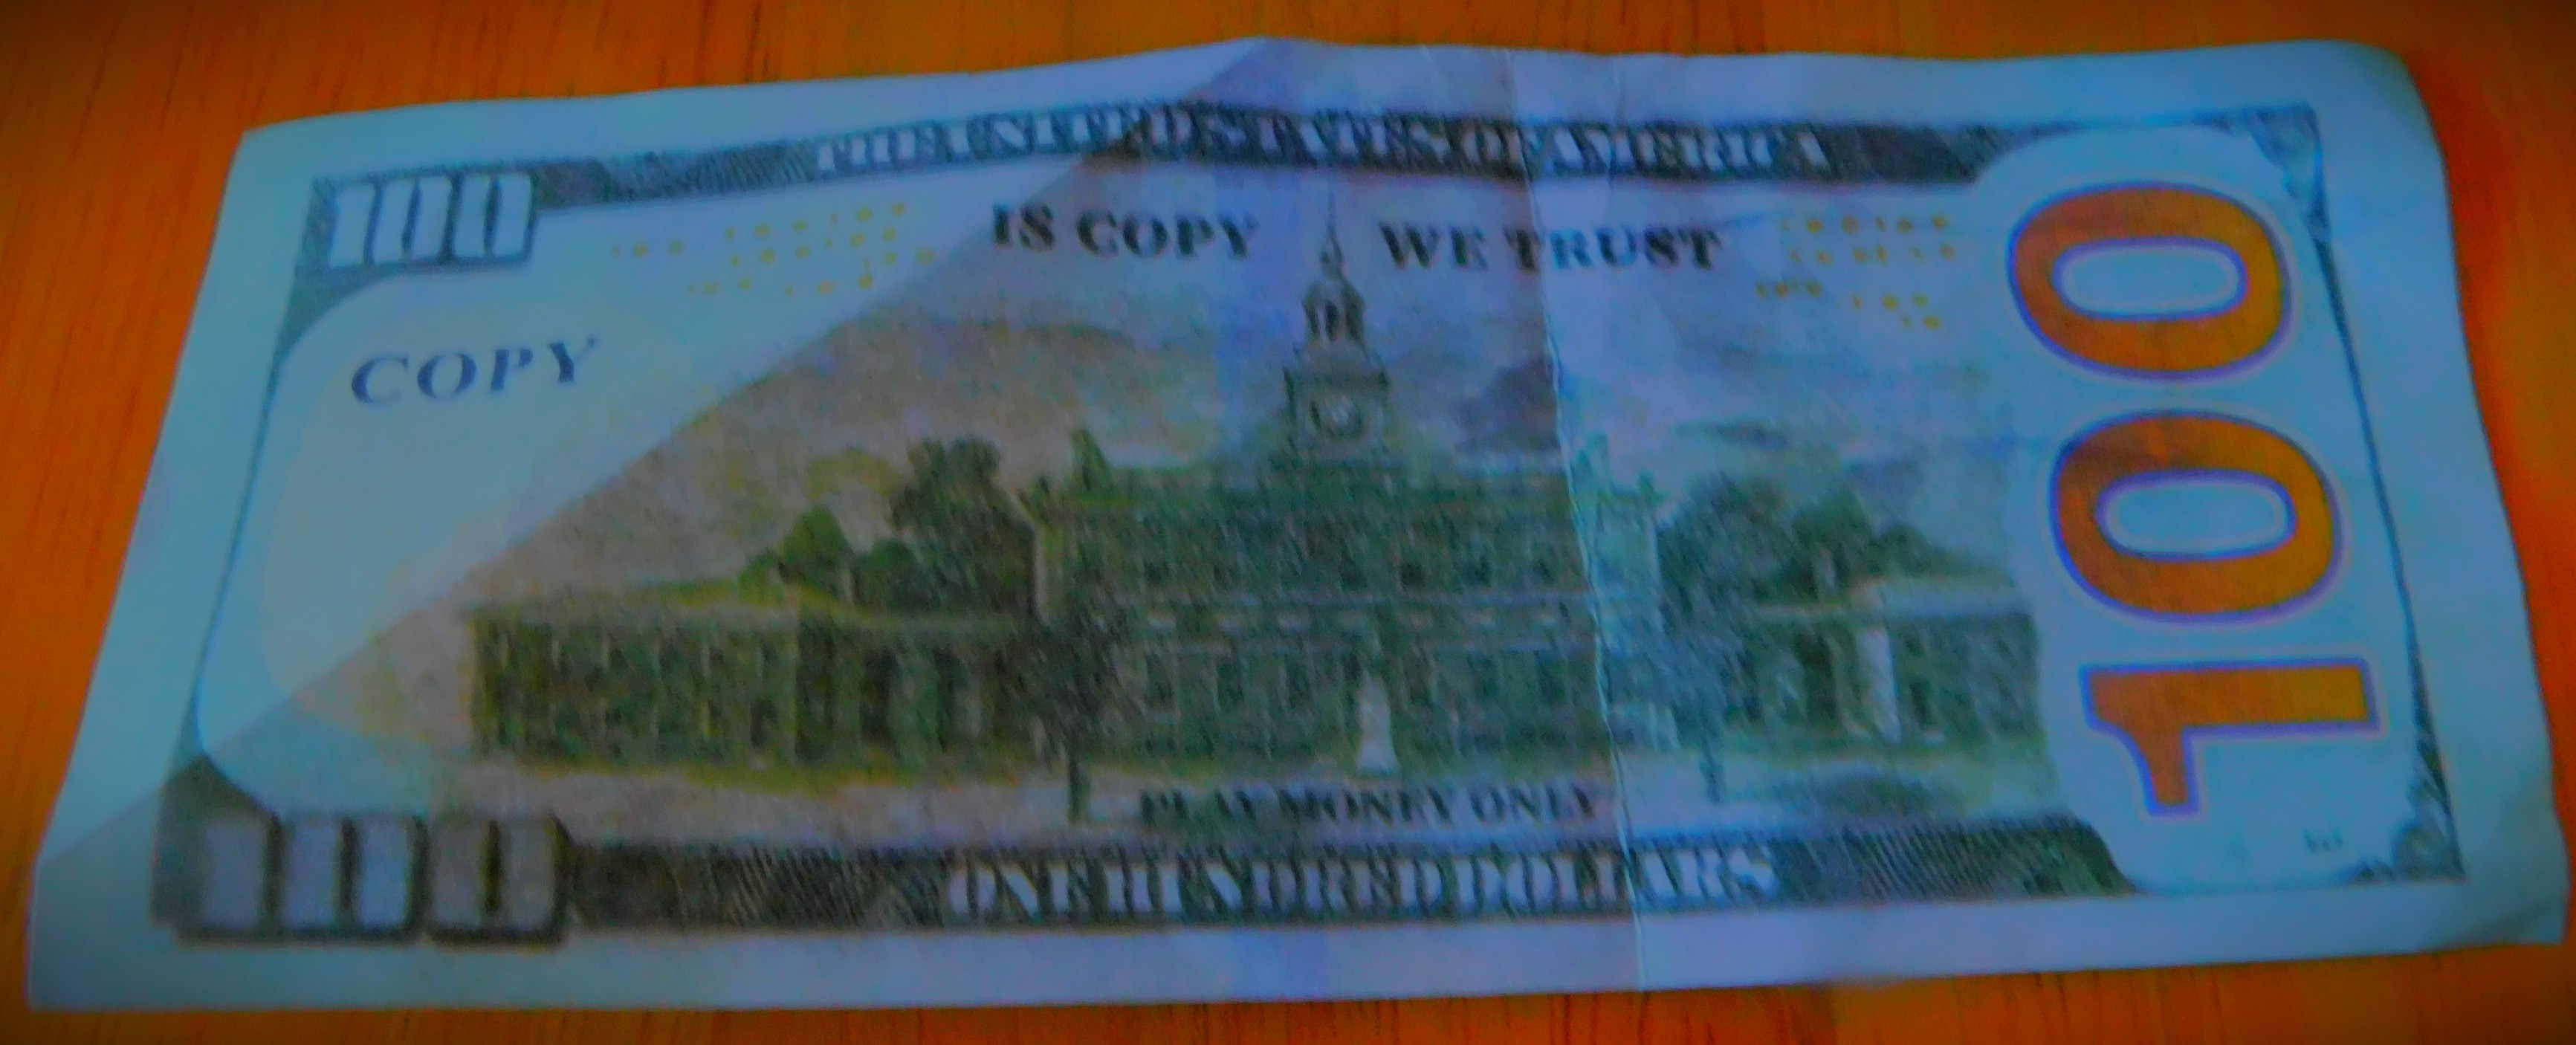 THE UNITED STATES OF AMERICA
100
IS COPY WE TRUST
COPY
100
PLAY MONEY ONLY
100
ONE HUNDRED DOLLARS